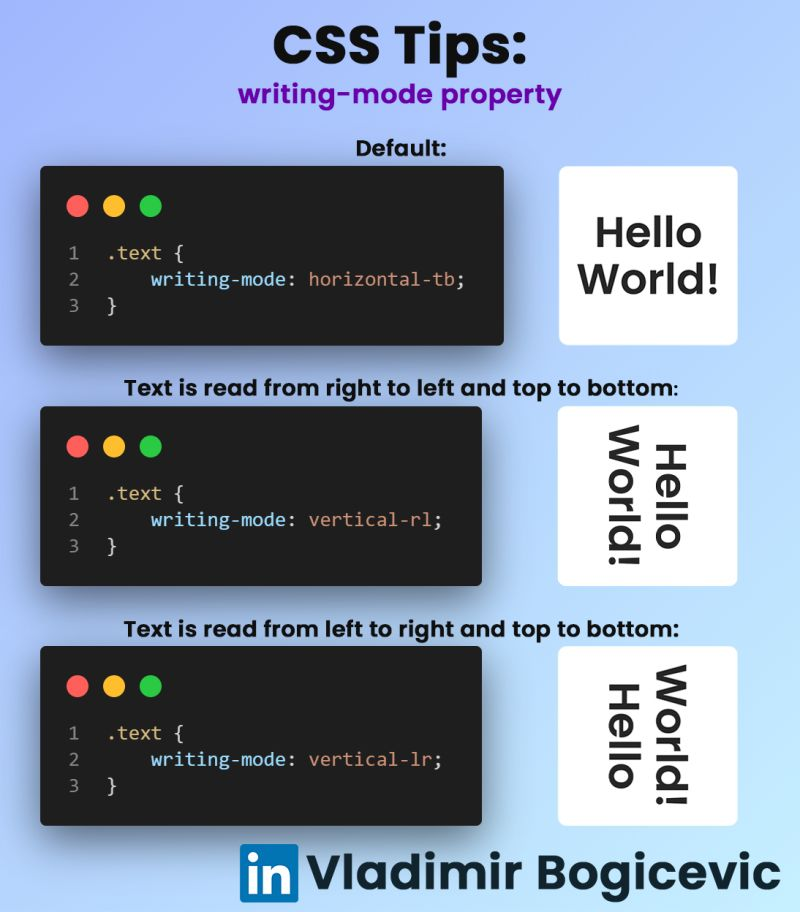 CSS Tips:
writing-mode property
Default:
1 .text {
2 writing-mode: horizontal-tb;
3 }
Hello
World!
Text is read from right to left and top to bottom:
1 .text {
2 writing-mode: vertical-rl;
3 }
Hello
World!
Text is read from left to right and top to bottom:
1 .text {
2 writing-mode: vertical-lr;
3 }
Hello
World!
in Vladimir Bogicevic